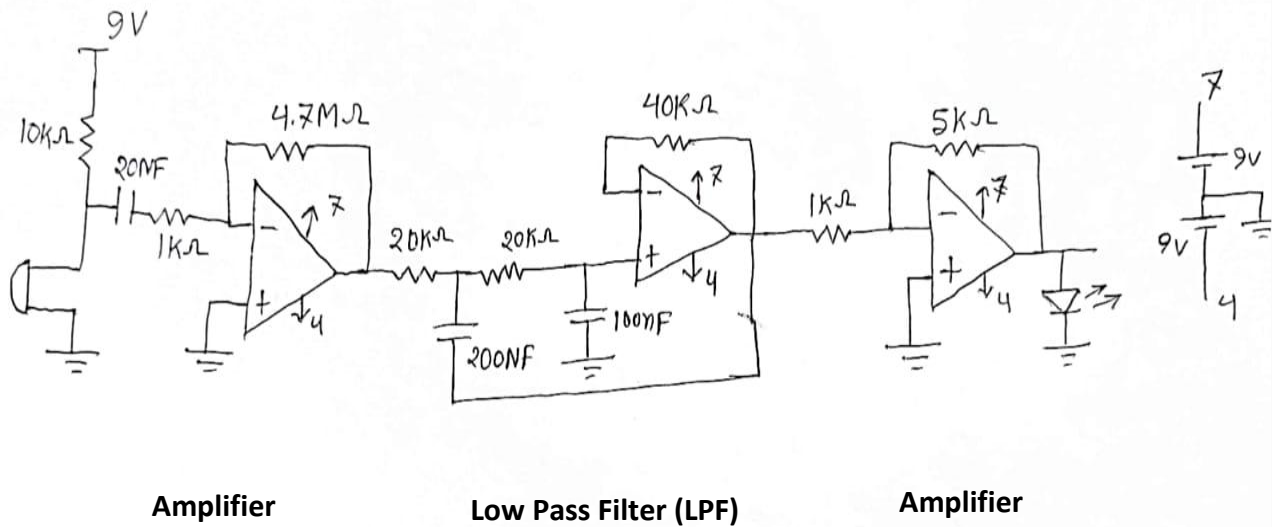 9V
10KΩ
20NF
1KΩ
4.7MΩ
-
+
7
4
20KΩ
20KΩ
200NF
100nF
40KΩ
-
+
7
4
1KΩ
5KΩ
-
+
7
4
7
9V
9V
4
Amplifier
Low Pass Filter (LPF)
Amplifier